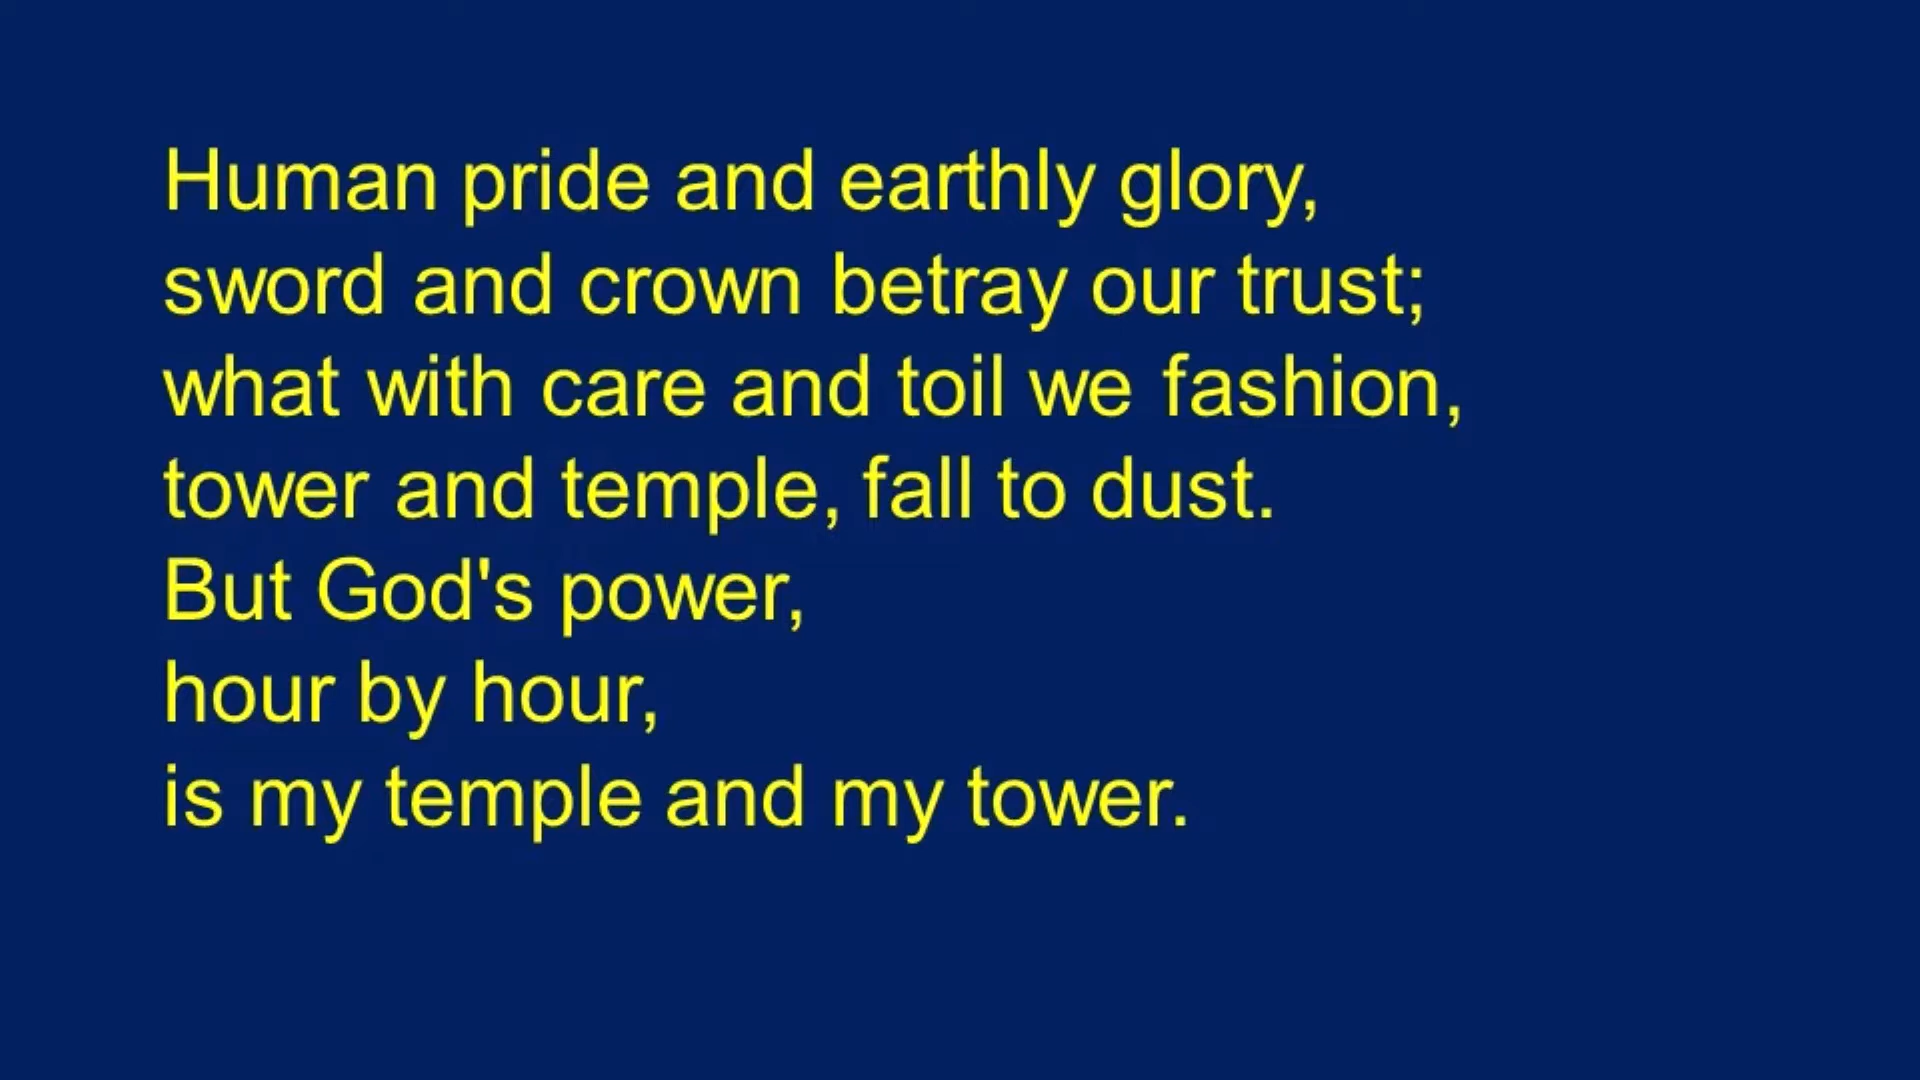 Human pride and earthly glory,
sword and crown betray our trust;
what with care and toil we fashion,
tower and temple, fall to dust.
But God's power,
hour by hour,
is my temple and my tower.